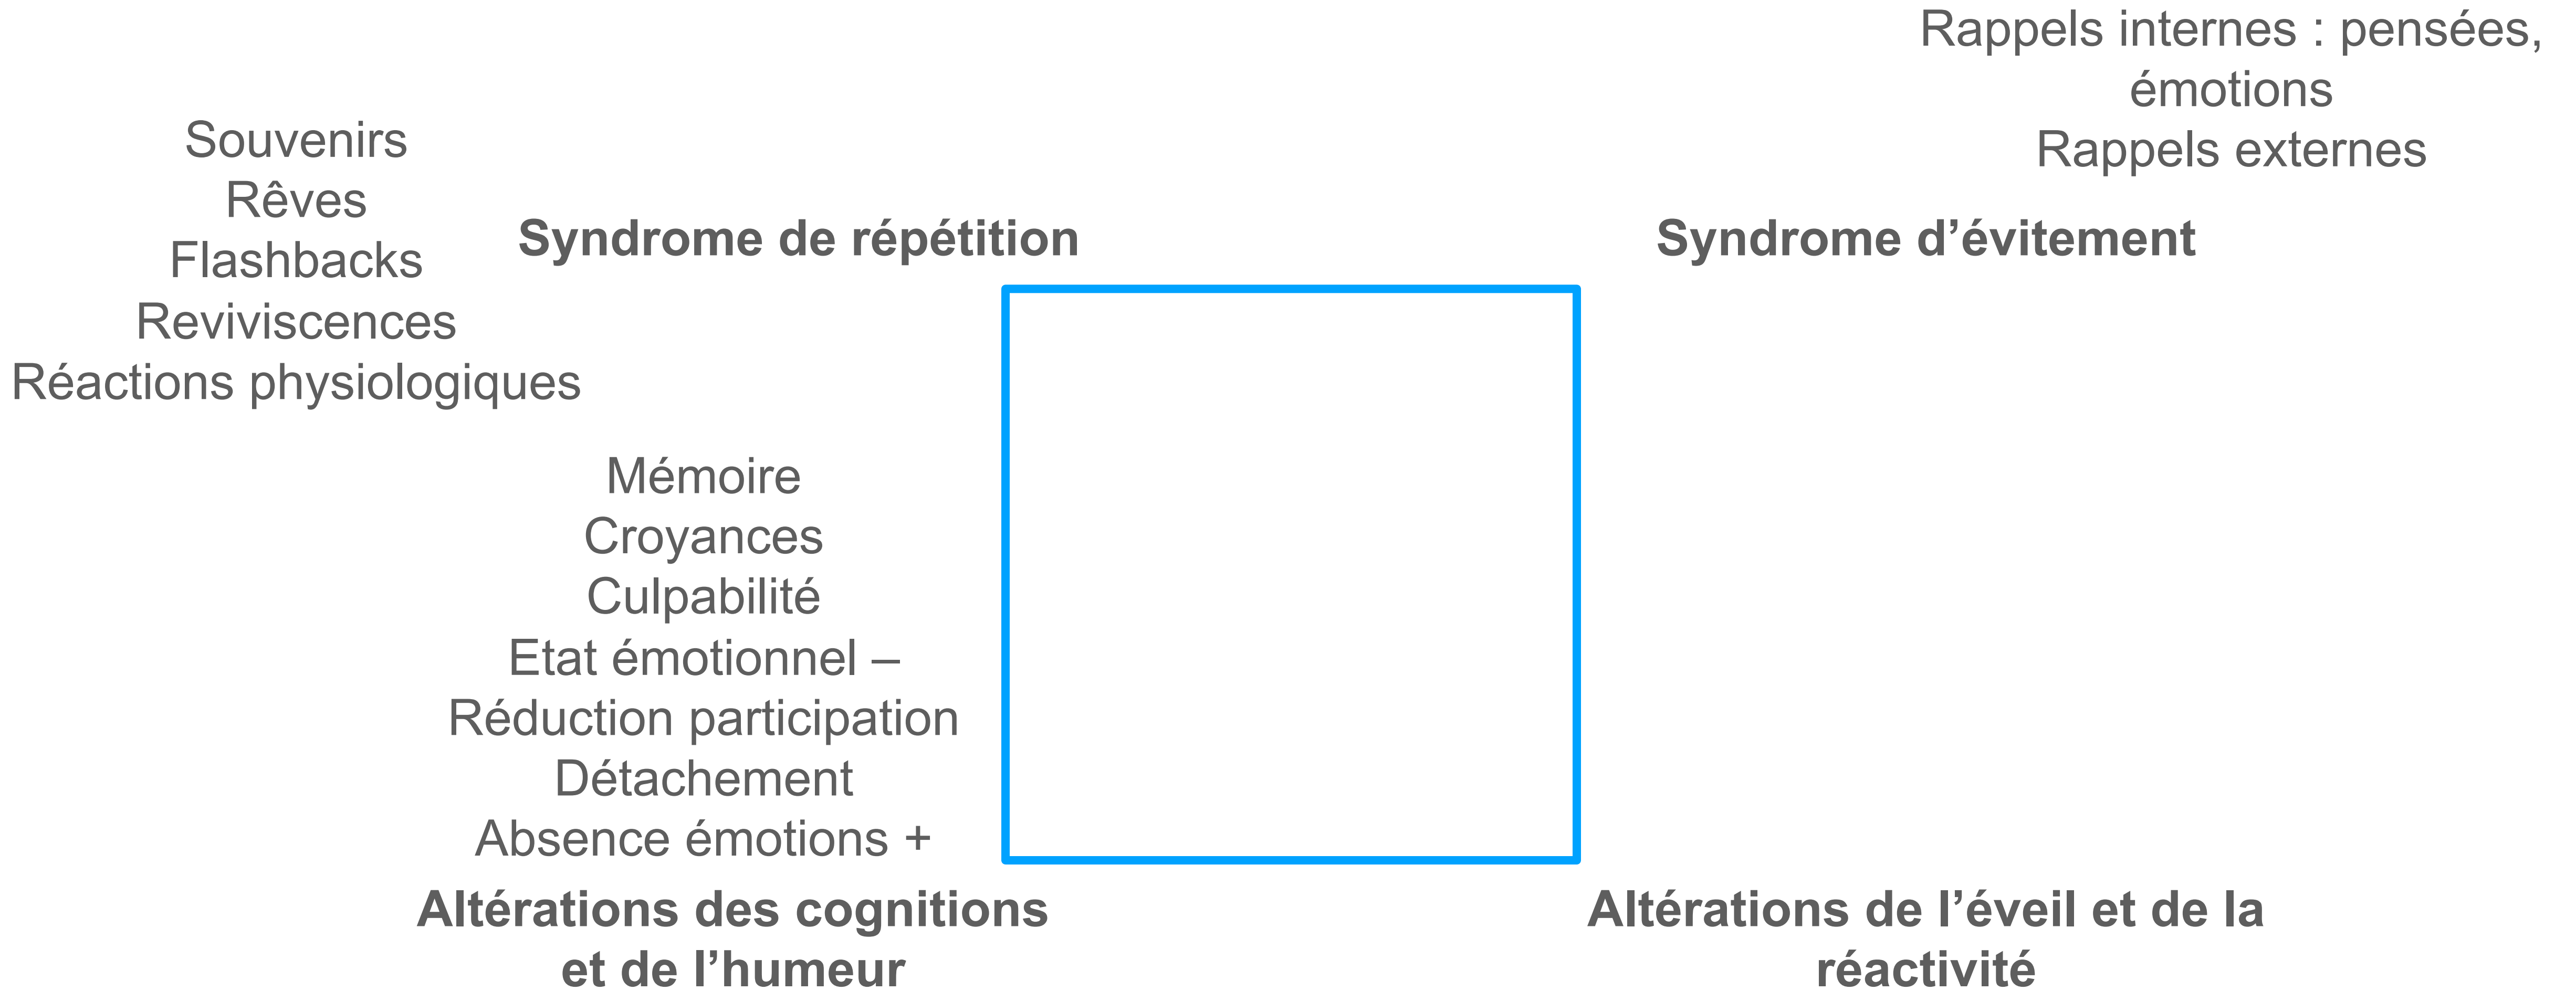 Rappels internes : pensées,
émotions
Rappels externes
Souvenirs
Rêves
Flashbacks
Reviviscences
Réactions physiologiques
Syndrome de répétition
Syndrome d’évitement
Mémoire
Croyances
Culpabilité
Etat émotionnel –
Réduction participation
Détachement
Absence émotions +
Altérations des cognitions
et de l’humeur
Altérations de l’éveil et de la
réactivité